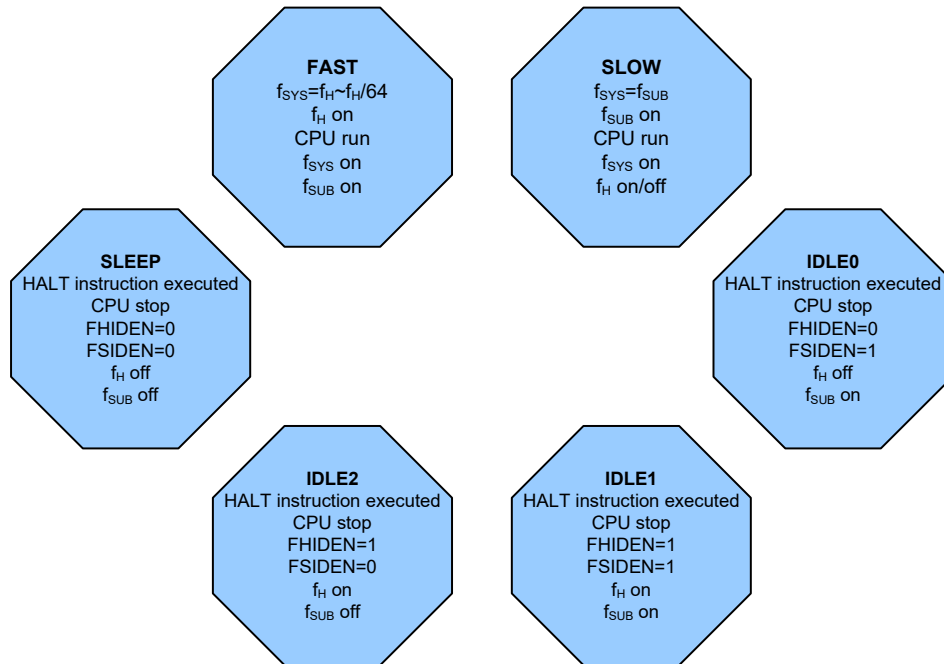 FAST
fSYS=fH~fH/64
fH on
CPU run
fSYS on
fSUB on
SLOW
fSYS=fSUB
fSUB on
CPU run
fSYS on
fH on/off
SLEEP
HALT instruction executed
CPU stop
FHIDEN=0
FSIDEN=0
fH off
fSUB off
IDLE0
HALT instruction executed
CPU stop
FHIDEN=0
FSIDEN=1
fH off
fSUB on
IDLE2
HALT instruction executed
CPU stop
FHIDEN=1
FSIDEN=0
fH on
fSUB off
IDLE1
HALT instruction executed
CPU stop
FHIDEN=1
FSIDEN=1
fH on
fSUB on